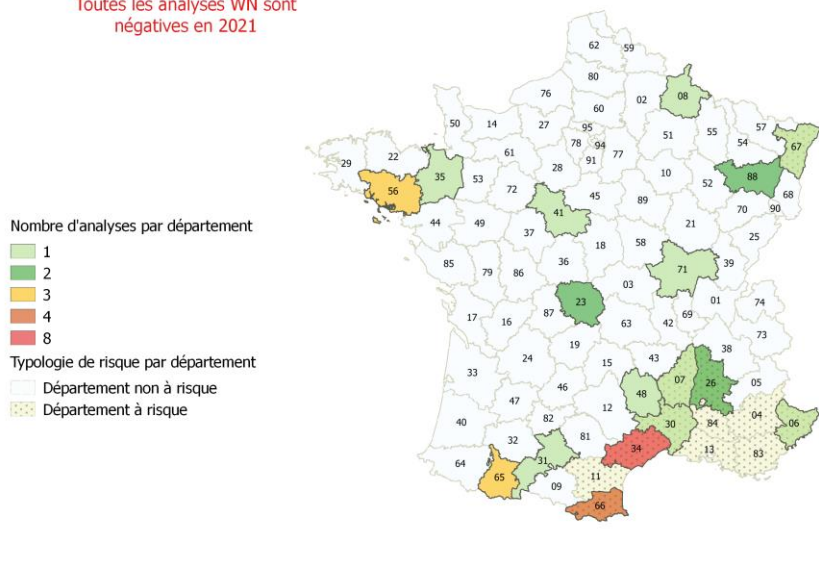 Toutes les analyses WN sont
négatives en 2021
62 59
80
76 02 08
60
50 14 27 95 51 55 57 67
78 94 54
29 22 61 91 77
35 53 28 10 88
56 72 45 52 68
41 89 70 90
44 49 21
37 25
18 58
85 36 71 39
79 86
03
23 01 74
17 16 87 69
63 42 73
19 38
24 15 43
33 07 26 05
46 48
47 12 04
82 30 84 06
40
32 81 34 13 83
31
64 65 11
09
66
Nombre d'analyses par département
1
2
3
4
8
Typologie de risque par département
Département non à risque
Département à risque